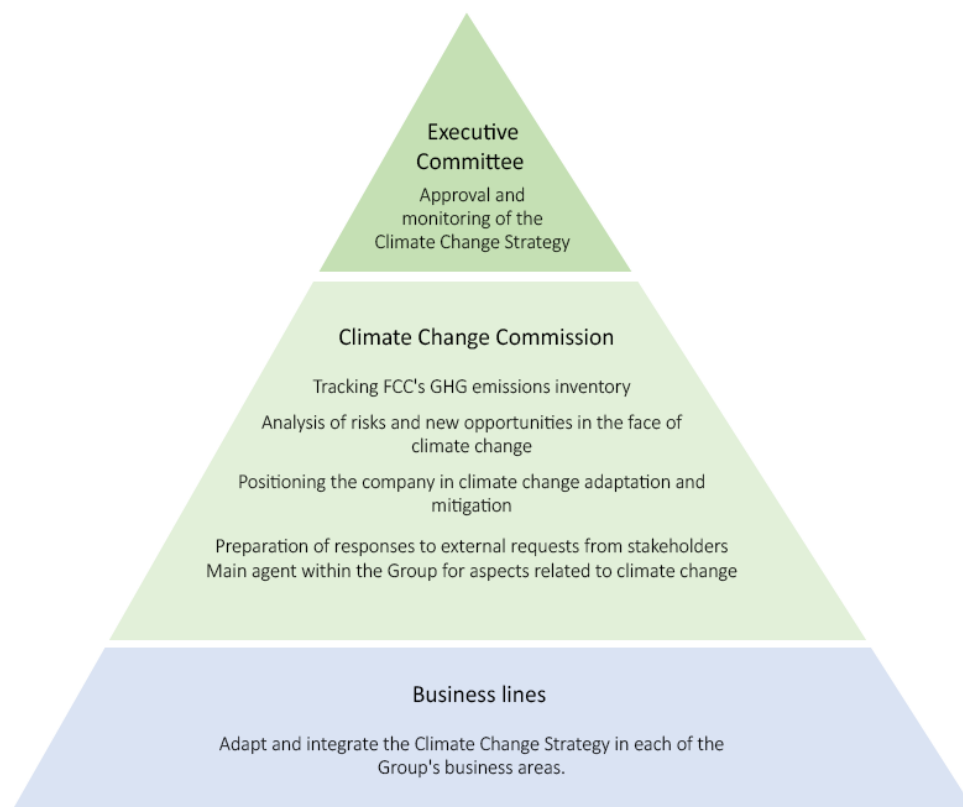 Executive
Committee
Approval and
monitoring of the
Climate Change Strategy
Climate Change Commission
Tracking FCC's GHG emissions inventory
Analysis of risks and new opportunities in the face of
climate change
Positioning the company in climate change adaptation and
mitigation
Preparation of responses to external requests from stakeholders
Main agent within the Group for aspects related to climate change
Business lines
Adapt and integrate the Climate Change Strategy in each of the
Group's business areas.